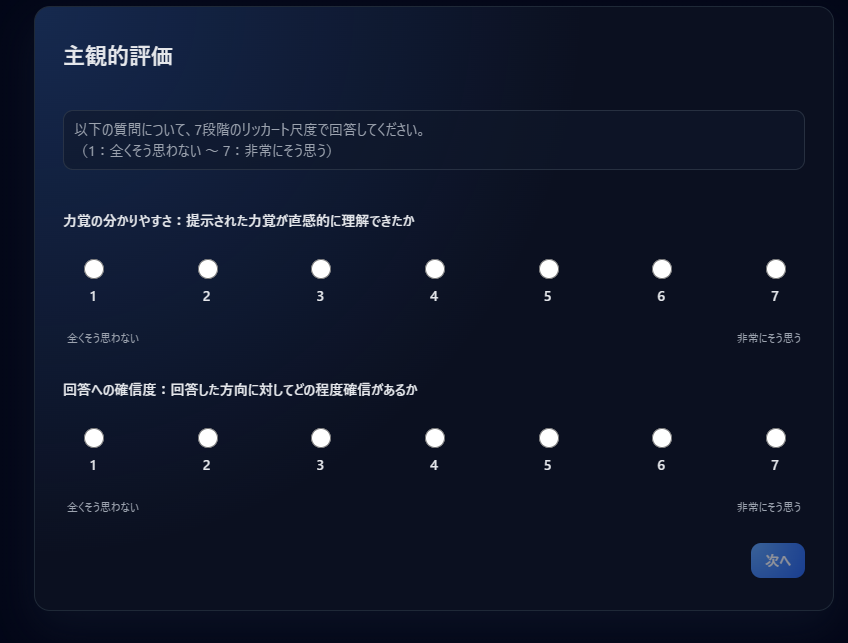 主観的評価
以下の質問について、7段階のリッカート尺度で回答してください。
（1：全くそう思わない ～ 7：非常にそう思う）
力覚の分かりやすさ：提示された力覚が直感的に理解できたか
1 2 3 4 5 6 7
全くそう思わない 非常にそう思う
回答への確信度：回答した方向に対してどの程度確信があるか
1 2 3 4 5 6 7
全くそう思わない 非常にそう思う
次へ